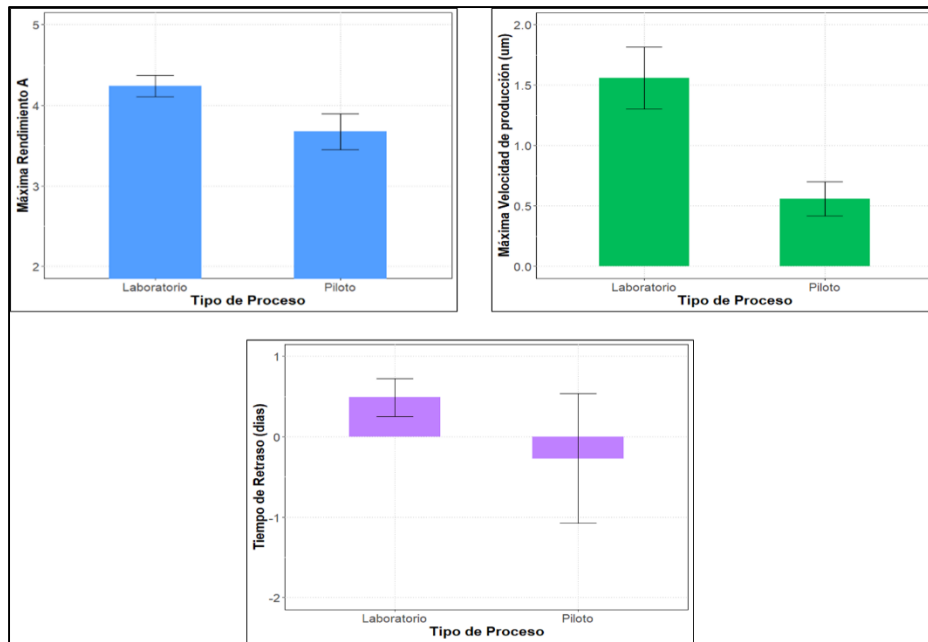 Máxima Rendimiento A
5
4
3
2
Laboratorio Piloto
Tipo de Proceso
Máxima Velocidad de producción (um)
2.0
1.5
1.0
0.5
0.0
Laboratorio Piloto
Tipo de Proceso
Tiempo de Retraso (dias)
1
0
-1
-2
Laboratorio Piloto
Tipo de Proceso